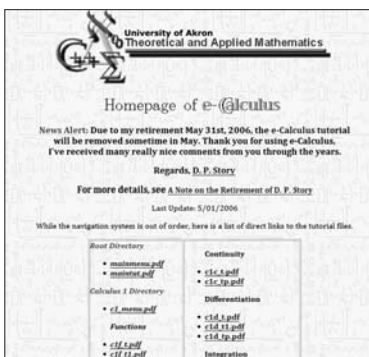 University of Akron
Theoretical and Applied Mathematics
Homepage of e-Calculus
News Alert: Due to my retirement May 31st, 2006, the e-Calculus tutorial
will be removed sometime in May. Thank you for using e-Calculus.
I've received many really nice comnents from you through the years.
Regards, D. P. Story
For more details, see A Note on the Retirement of D. P. Story
Last Update: 5/01/2006
While the navigation system is out of order, here is a list of direct links to the tutorial files.
Root Directory
• mainmenu.pdf
• maintut.pdf
Calculus 1 Directory
• c1_menu.pdf
Functions
• c1f_t.pdf
• c1f_t1.pdf
Continuity
• c1c_t.pdf
• c1c_tp.pdf
Differentiation
• c1d_t.pdf
• c1d_t1.pdf
• c1d_tp.pdf
Integration